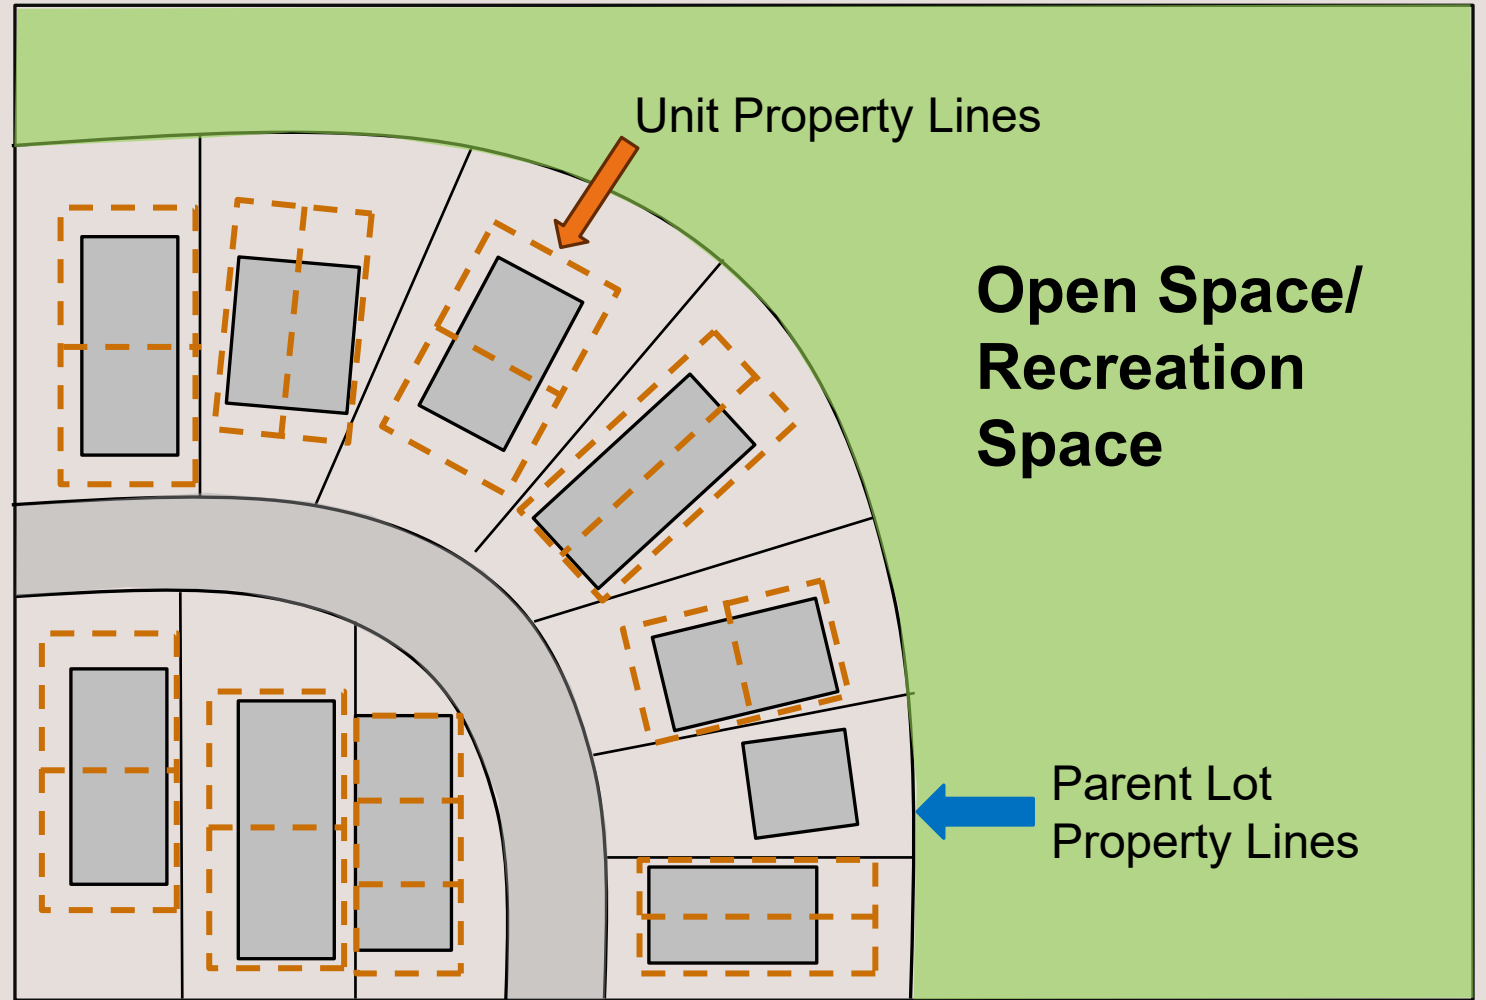 Unit Property Lines
Open Space/
Recreation
Space
Parent Lot
Property Lines